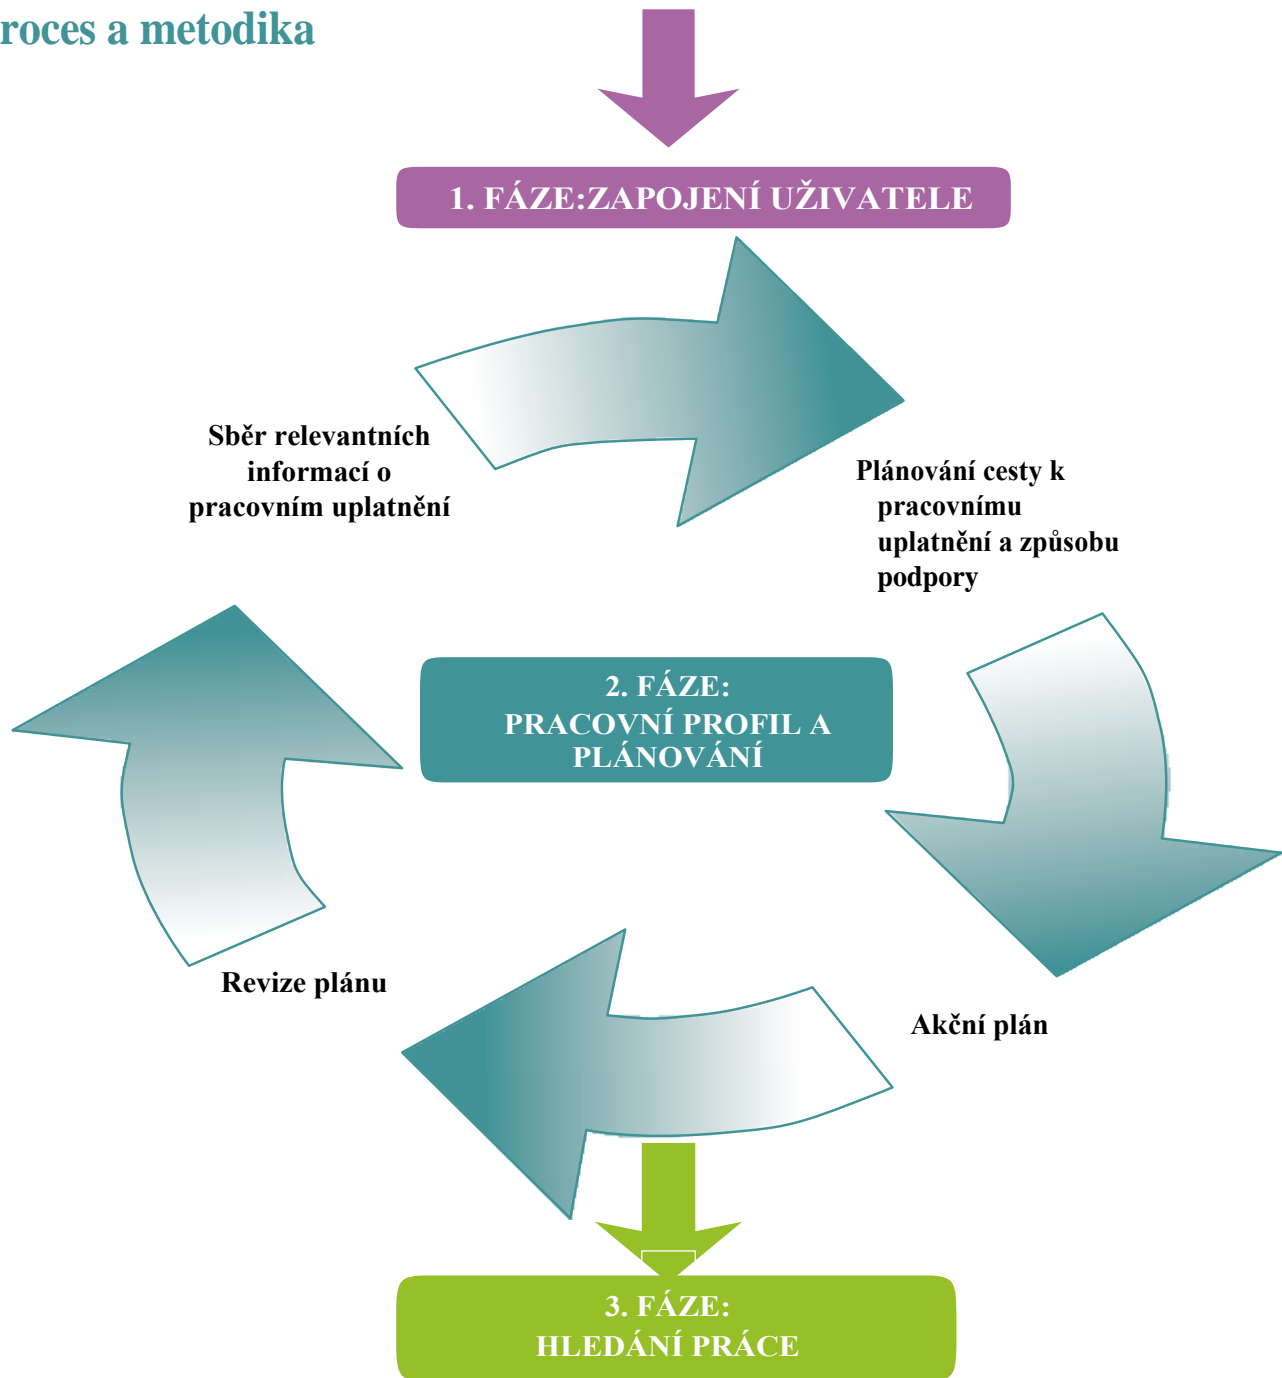 roces a metodika
1. FÁZE:ZAPOJENÍ UŽIVATELE
Sběr relevantních
informací o
pracovním uplatnění
Plánování cesty k
pracovnímu
uplatnění a způsobu
podpory
2. FÁZE:
PRACOVNÍ PROFIL A
PLÁNOVÁNÍ
Revize plánu
Akční plán
3. FÁZE:
HLEDÁNÍ PRÁCE